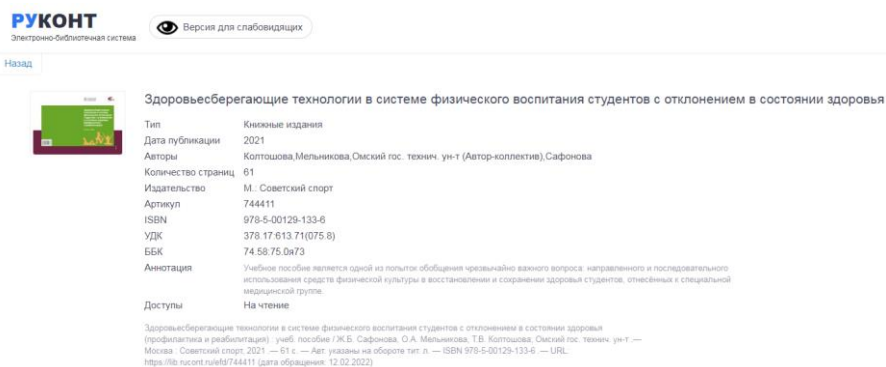 РУКОНТ
Электронно-библиотечная система
Версия для слабовидящих
Назад
Здоровьесберегающие технологии в системе физического воспитания студентов с отклонением в состоянии здоровья
Тип Книжные издания
Дата публикации 2021
Авторы Колтошова,Мельникова,Омский гос. технич. ун-т (Автор-коллектив),Сафонова
Количество страниц 61
Издательство М.: Советский спорт
Артикул 744411
ISBN 978-5-00129-133-6
УДК 378.17:613.71(075.8)
ББК 74.58:75.0я73
Аннотация Учебное пособие является одной из попыток обобщения чрезвычайно важного вопроса: направленного и последовательного
использования средств физической культуры в восстановлении и сохранении здоровья студентов, отнесённых к специальной
медицинской группе.
Доступы На чтение
Здоровьесберегающие технологии в системе физического воспитания студентов с отклонением в состоянии здоровья
(профилактика и реабилитация) : учеб. пособие / Ж.Б. Сафонова, О.А. Мельникова, Т.В. Колтошова, Омский гос. технич. ун-т .—
Москва : Советский спорт, 2021 .— 61 с. — Авт. указаны на обороте тит. л. — ISBN 978-5-00129-133-6 .— URL:
https://lib.rucont.ru/efd/744411 (дата обращения: 12.02.2022)